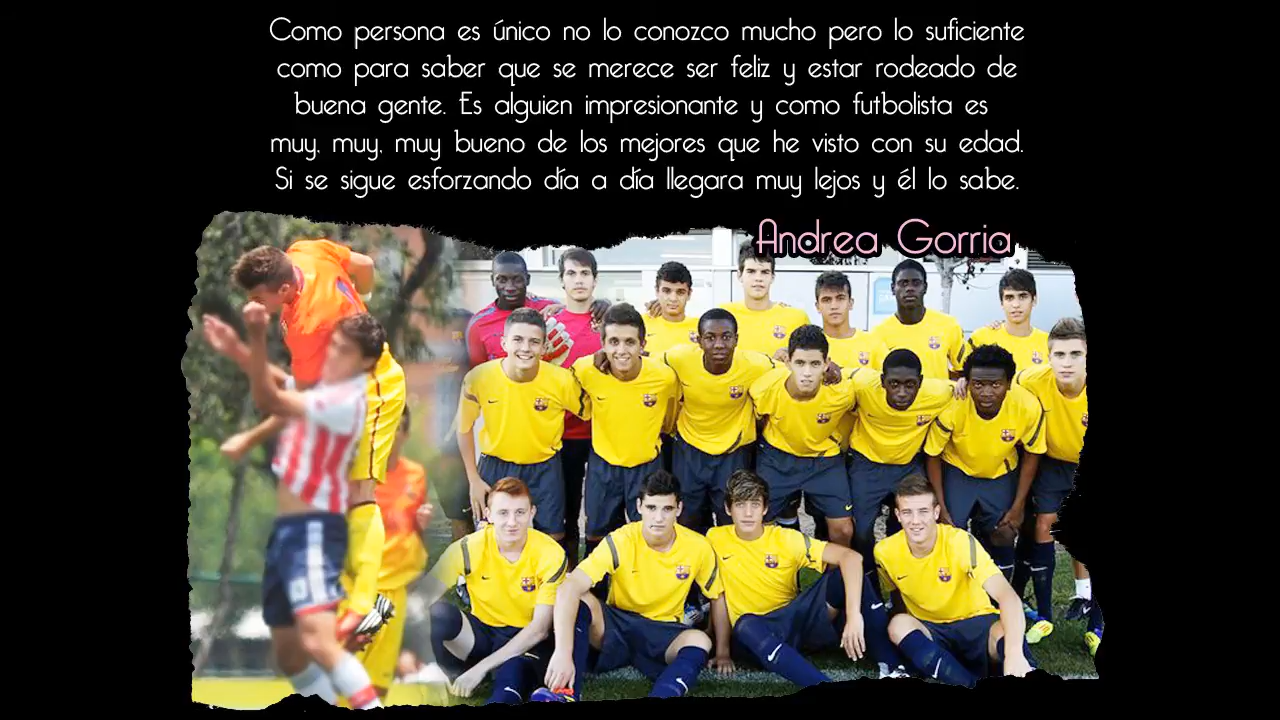 Como persona es único no lo conozco mucho pero lo suficiente
como para saber que se merece ser feliz y estar rodeado de
buena gente. Es alguien impresionante y como futbolista es
muy, muy, muy bueno de los mejores que he visto con su edad.
Si se sigue esforzando día a día llegara muy lejos y él lo sabe.
Andrea Gorria